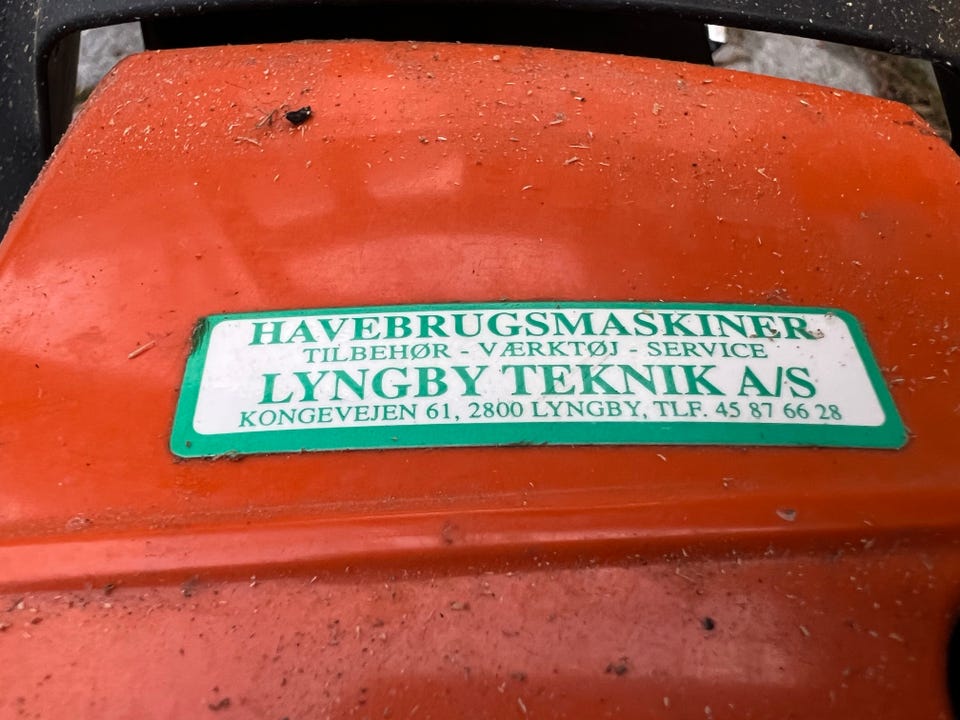 HAVEBRUGSMASKINER
TILBEHØR - VÆRKTØJ - SERVICE
LYNGBY TEKNIK A/S
KONGEVEJEN 61, 2800 LYNGBY, TLF. 45 87 66 28